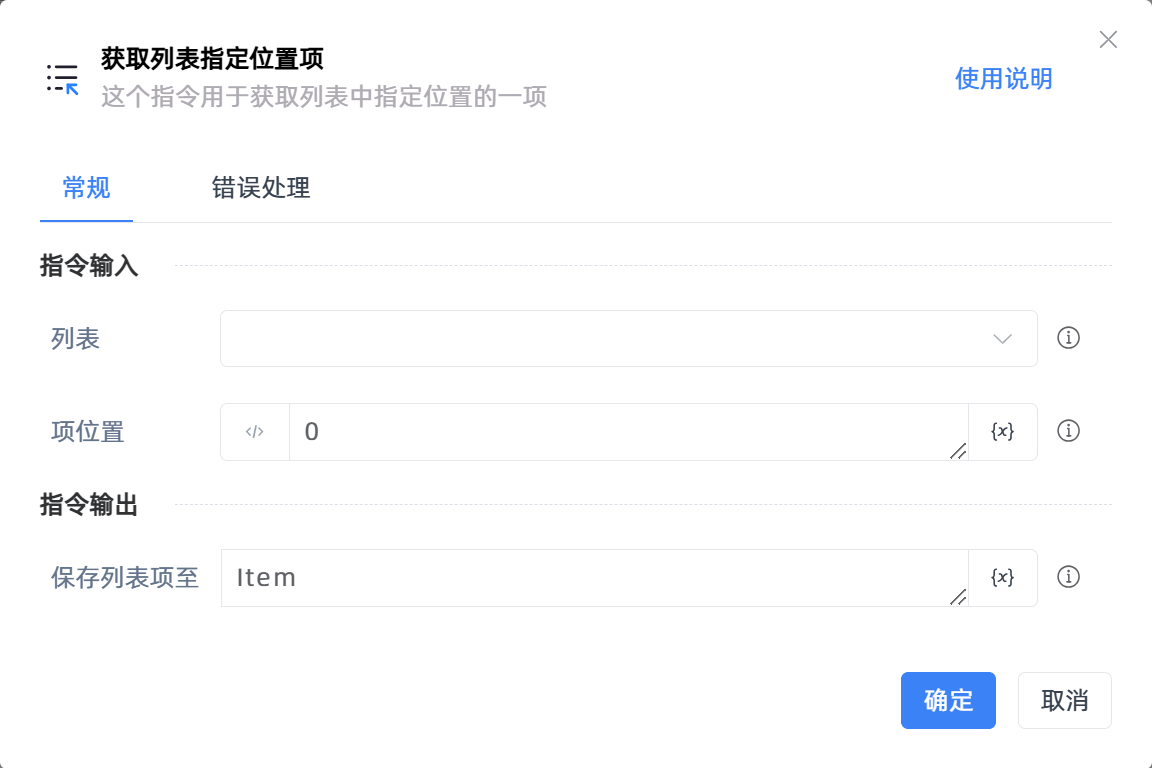 获取列表指定位置项
这个指令用于获取列表中指定位置的一项
使用说明
常规
错误处理
指令输入
列表
项位置
</>
0
{x}
指令输出
保存列表项至
Item
{x}
确定
取消